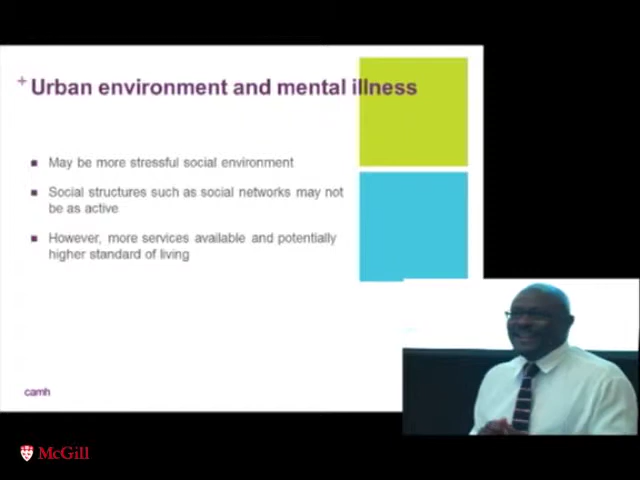 + Urban environment and mental illness
■ May be more stressful social environment
■ Social structures such as social networks may not
be as active
■ However, more services available and potentially
higher standard of living
camh
McGill